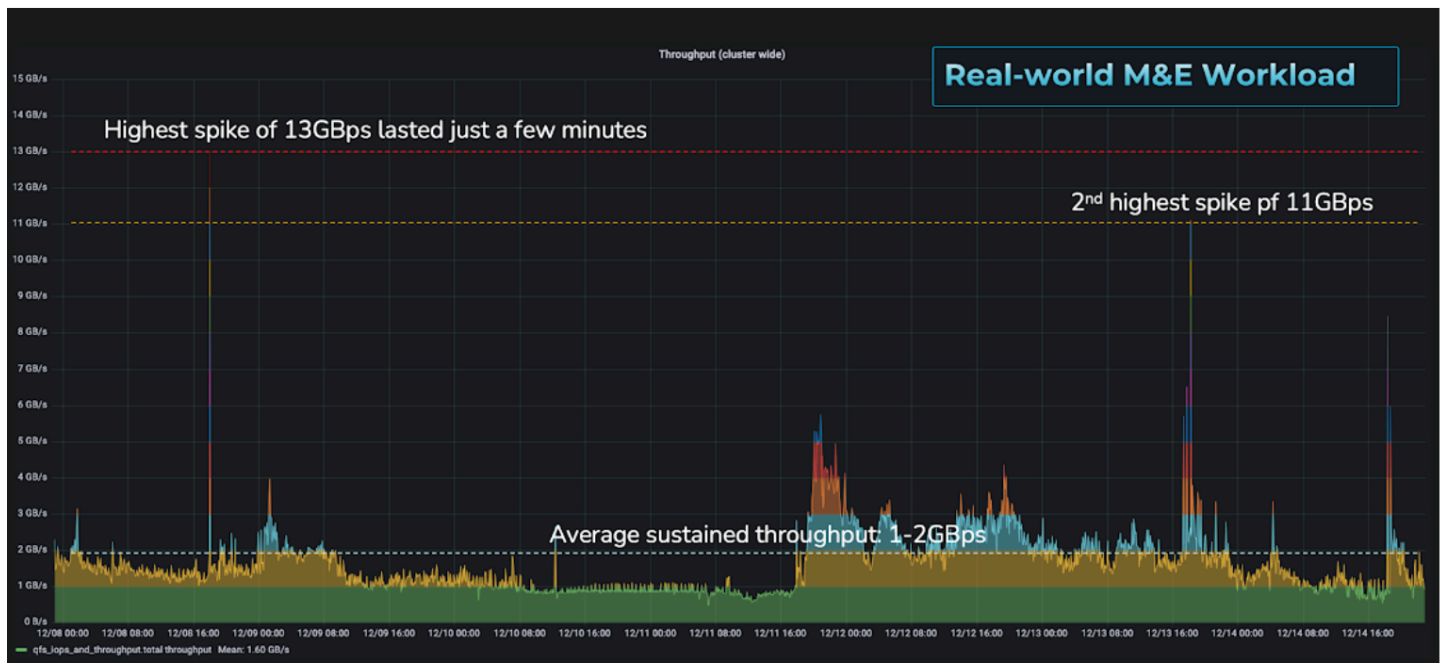 Throughput (cluster wide)
Real-world M&E Workload
15 GB/s
14 GB/s
Highest spike of 13GBps lasted just a few minutes
13 GB/s
12 GB/s
2nd highest spike pf 11GBps
11 GB/s
10 GB/s
9 GB/s
8 GB/s
7 GB/s
6 GB/s
5 GB/s
4 GB/s
3 GB/s
Average sustained throughput: 1-2GBps
2 GB/s
1 GB/s
0 B/s
12/08 00:00 12/08 08:00 12/08 16:00 12/09 00:00 12/09 08:00 12/09 16:00 12/10 00:00 12/10 08:00 12/10 16:00 12/11 00:00 12/11 08:00 12/11 16:00 12/12 00:00 12/12 08:00 12/12 16:00 12/13 00:00 12/13 08:00 12/13 16:00 12/14 00:00 12/14 08:00 12/14 16:00
qfs_iops_and_throughput.total throughput Mean: 1.60 GB/s